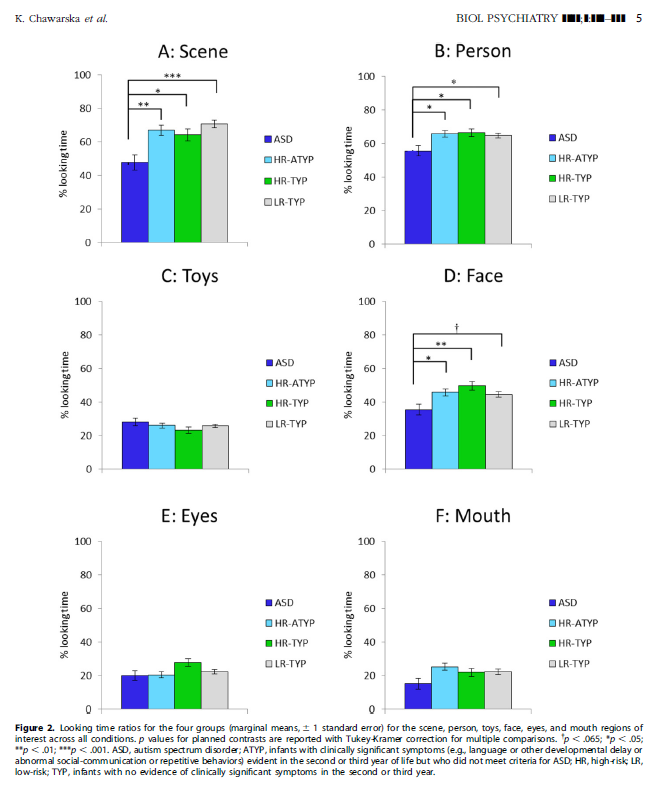 K. Chawarska et al.
BIOL PSYCHIATRY 5
A: Scene
100
80
60
40
20
0
% looking time
***
*
**
ASD
HR-ATYP
HR-TYP
LR-TYP
B: Person
100
80
60
40
20
0
% looking time
*
*
*
ASD
HR-ATYP
HR-TYP
LR-TYP
C: Toys
100
80
60
40
20
0
% looking time
ASD
HR-ATYP
HR-TYP
LR-TYP
D: Face
100
80
60
40
20
0
% looking time
†
**
*
ASD
HR-ATYP
HR-TYP
LR-TYP
E: Eyes
100
80
60
40
20
0
% looking time
ASD
HR-ATYP
HR-TYP
LR-TYP
F: Mouth
100
80
60
40
20
0
% looking time
ASD
HR-ATYP
HR-TYP
LR-TYP
Figure 2. Looking time ratios for the four groups (marginal means, ± 1 standard error) for the scene, person, toys, face, eyes, and mouth regions of
interest across all conditions. p values for planned contrasts are reported with Tukey-Kramer correction for multiple comparisons. †p < .065; *p < .05;
**p < .01; ***p < .001. ASD, autism spectrum disorder; ATYP, infants with clinically significant symptoms (e.g., language or other developmental delay or
abnormal social-communication or repetitive behaviors) evident in the second or third year of life but who did not meet criteria for ASD; HR, high-risk; LR,
low-risk; TYP, infants with no evidence of clinically significant symptoms in the second or third year.